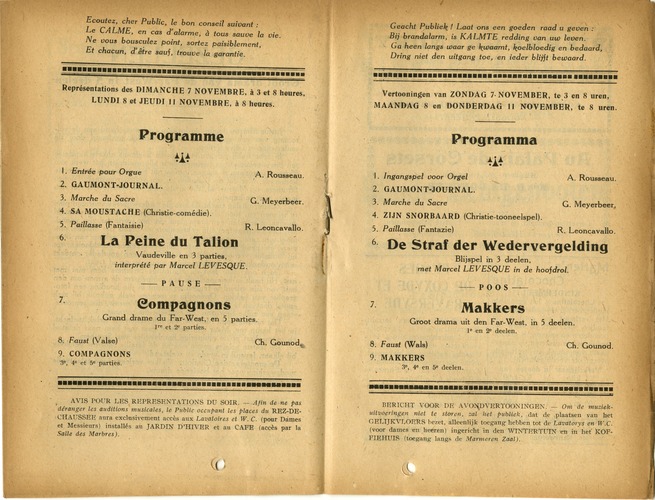 Ecoutez, cher Public, le bon conseil suivant :
Le CALME, en cas d'alarme, à tous sauve la vie.
Ne vous bousculez point, sortez paisiblement,
Et chacun, d'être sauf, trouve la garantie.
Représentations des DIMANCHE 7 NOVEMBRE, à 3 et 8 heures,
LUNDI 8 et JEUDI 11 NOVEMBRE, à 8 heures.
Programme
1. Entrée pour Orgue A. Rousseau.
2. GAUMONT-JOURNAL.
3. Marche du Sacre G. Meyerbeer.
4. SA MOUSTACHE (Christie-comédie).
5. Paillasse (Fantaisie) R. Leoncavallo.
6. La Peine du Talion
Vaudeville en 3 parties,
interprété par Marcel LEVESQUE.
— PAUSE —
7. Compagnons
Grand drame du Far-West, en 5 parties.
1re et 2e parties.
8. Faust (Valse) Ch. Gounod.
9. COMPAGNONS
3e, 4e et 5e parties.
AVIS POUR LES REPRESENTATIONS DU SOIR. — Afin de ne pas
déranger les auditions musicales, le Public occupant les places du REZ-DE-
CHAUSSEE aura exclusivement accès aux Lavatoires et W.C. (pour Dames
et Messieurs) installés au JARDIN D'HIVER et au CAFE (accès par la
Salle des Marbres).
Geacht Publiek ! Laat ons een goeden raad u geven :
Bij brandalarm, is KALMTE redding van uw leven.
Ga heen langs waar ge kwaamt, koelbloedig en bedaard,
Dring niet den uitgang toe, en ieder blijft bewaard.
Vertooningen van ZONDAG 7 NOVEMBER, te 3 en 8 uren,
MAANDAG 8 en DONDERDAG 11 NOVEMBER, te 8 uren.
Programma
1. Ingangspel voor Orgel A. Rousseau.
2. GAUMONT-JOURNAL.
3. Marche du Sacre G. Meyerbeer,
4. ZIJN SNORBAARD (Christie-tooneelspel).
5. Paillasse (Fantazie) R. Leoncavallo.
6. De Straf der Wedervergelding
Blijspel in 3 deelen,
met Marcel LEVESQUE in de hoofdrol.
— POOS —
7. Makkers
Groot drama uit den Far-West, in 5 deelen.
1e en 2e deelen.
8. Faust (Wals) Ch. Gounod.
9. MAKKERS
3e, 4e en 5e deelen.
BERICHT VOOR DE AVONDVERTOONINGEN. — Om de muziek-
uitvoeringen niet te storen, zal het publiek, dat de plaatsen van het
GELIJKVLOERS bezet, alleenlijk toegang hebben tot de Lavatorys en W.C.
(voor dames en heeren) ingericht in den WINTERTUIN en in het KOF-
FIEHUIS (toegang langs de Marmeren Zaal).